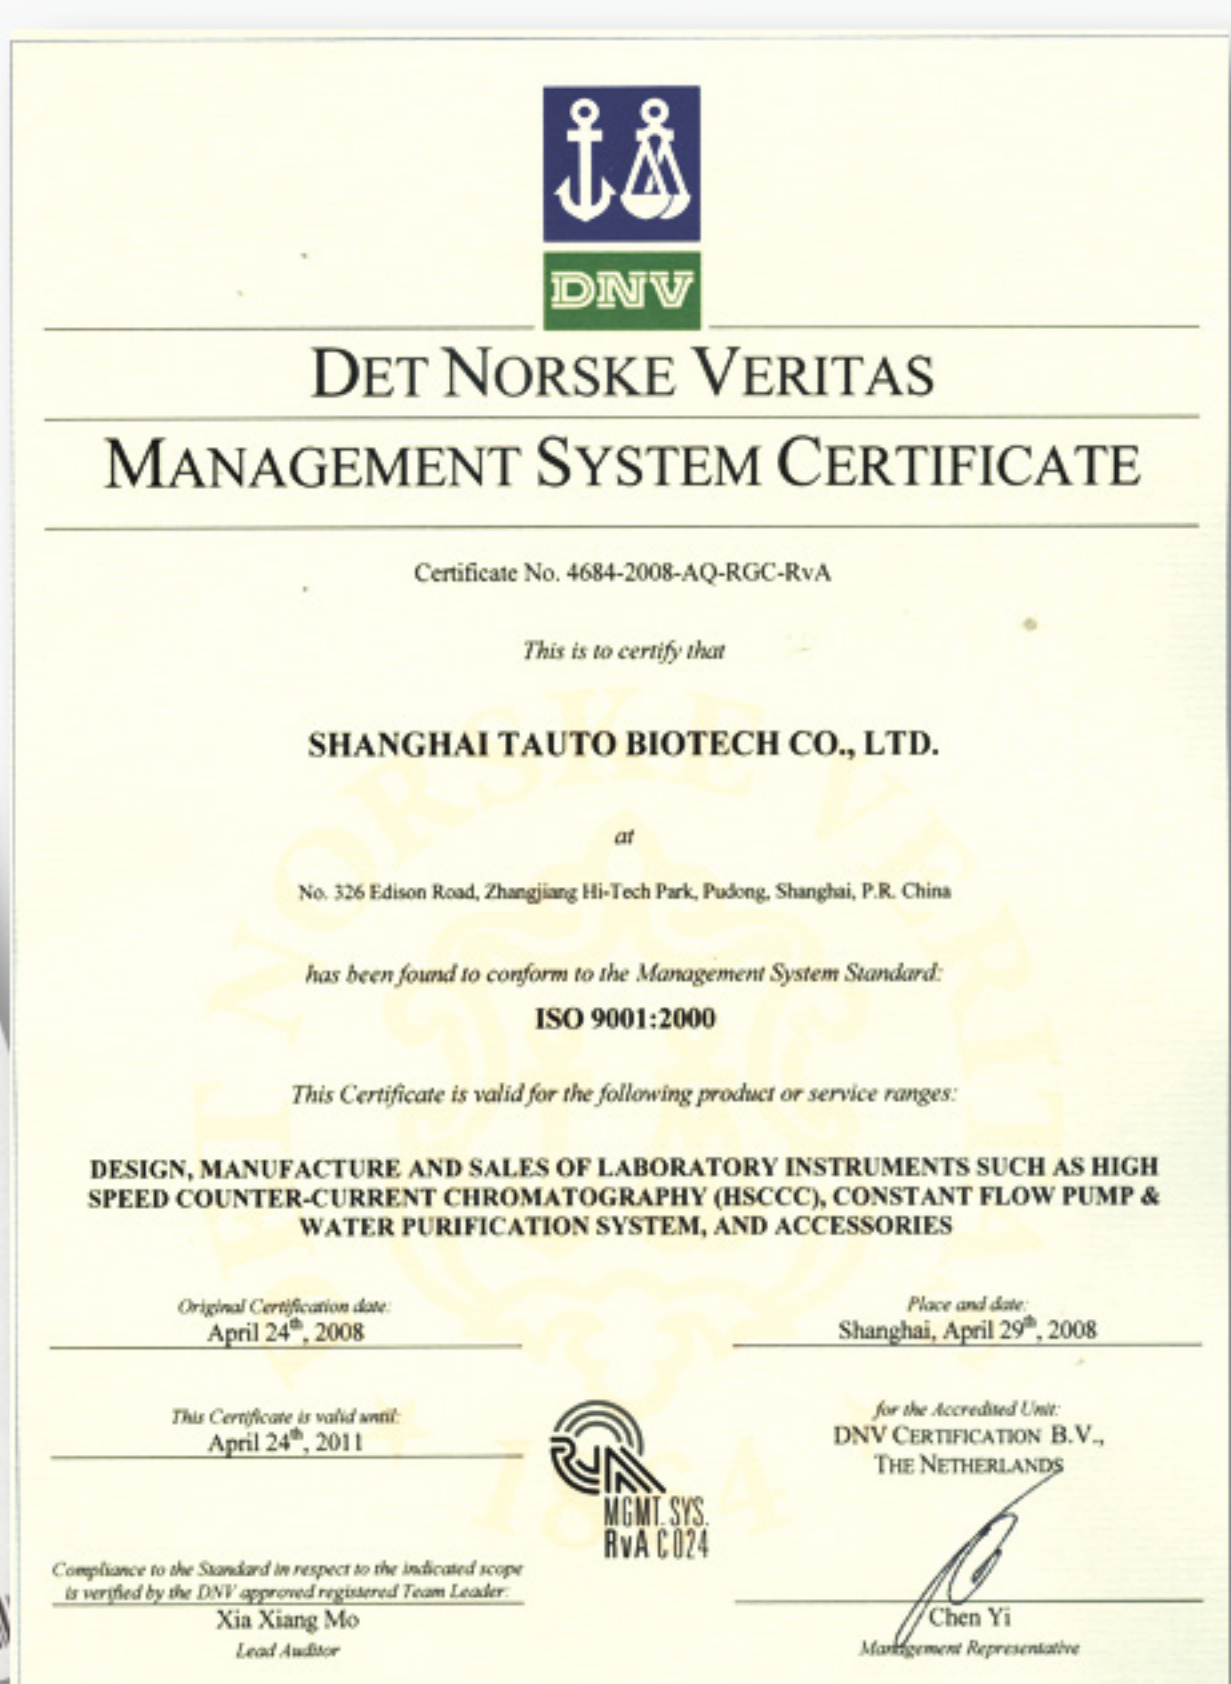 DNV
DET NORSKE VERITAS
MANAGEMENT SYSTEM CERTIFICATE
Certificate No. 4684-2008-AQ-RGC-RvA
This is to certify that
SHANGHAI TAUTO BIOTECH CO., LTD.
at
No. 326 Edison Road, Zhangjiang Hi-Tech Park, Pudong, Shanghai, P.R. China
has been found to conform to the Management System Standard:
ISO 9001:2000
This Certificate is valid for the following product or service ranges:
DESIGN, MANUFACTURE AND SALES OF LABORATORY INSTRUMENTS SUCH AS HIGH
SPEED COUNTER-CURRENT CHROMATOGRAPHY (HSCCC), CONSTANT FLOW PUMP &
WATER PURIFICATION SYSTEM, AND ACCESSORIES
Original Certification date:
April 24th, 2008
Place and date:
Shanghai, April 29th, 2008
This Certificate is valid until:
April 24th, 2011
for the Accredited Unit:
DNV CERTIFICATION B.V.,
THE NETHERLANDS
RvA
MGMT. SYS.
RvA C024
Compliance to the Standard in respect to the indicated scope
is verified by the DNV approved registered Team Leader:
Xia Xiang Mo
Lead Auditor
Chen Yi
Management Representative
DET NORSKE VERITAS
1864